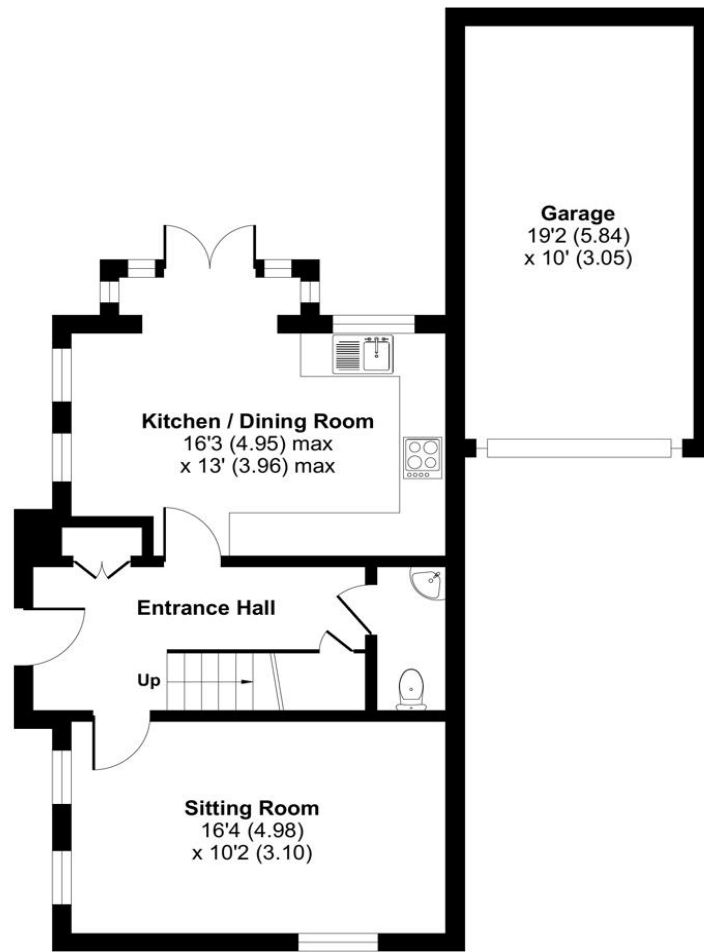 Garage
19'2 (5.84)
x 10' (3.05)
Kitchen / Dining Room
16'3 (4.95) max
x 13' (3.96) max
Entrance Hall
Up
Sitting Room
16'4 (4.98)
x 10'2 (3.10)